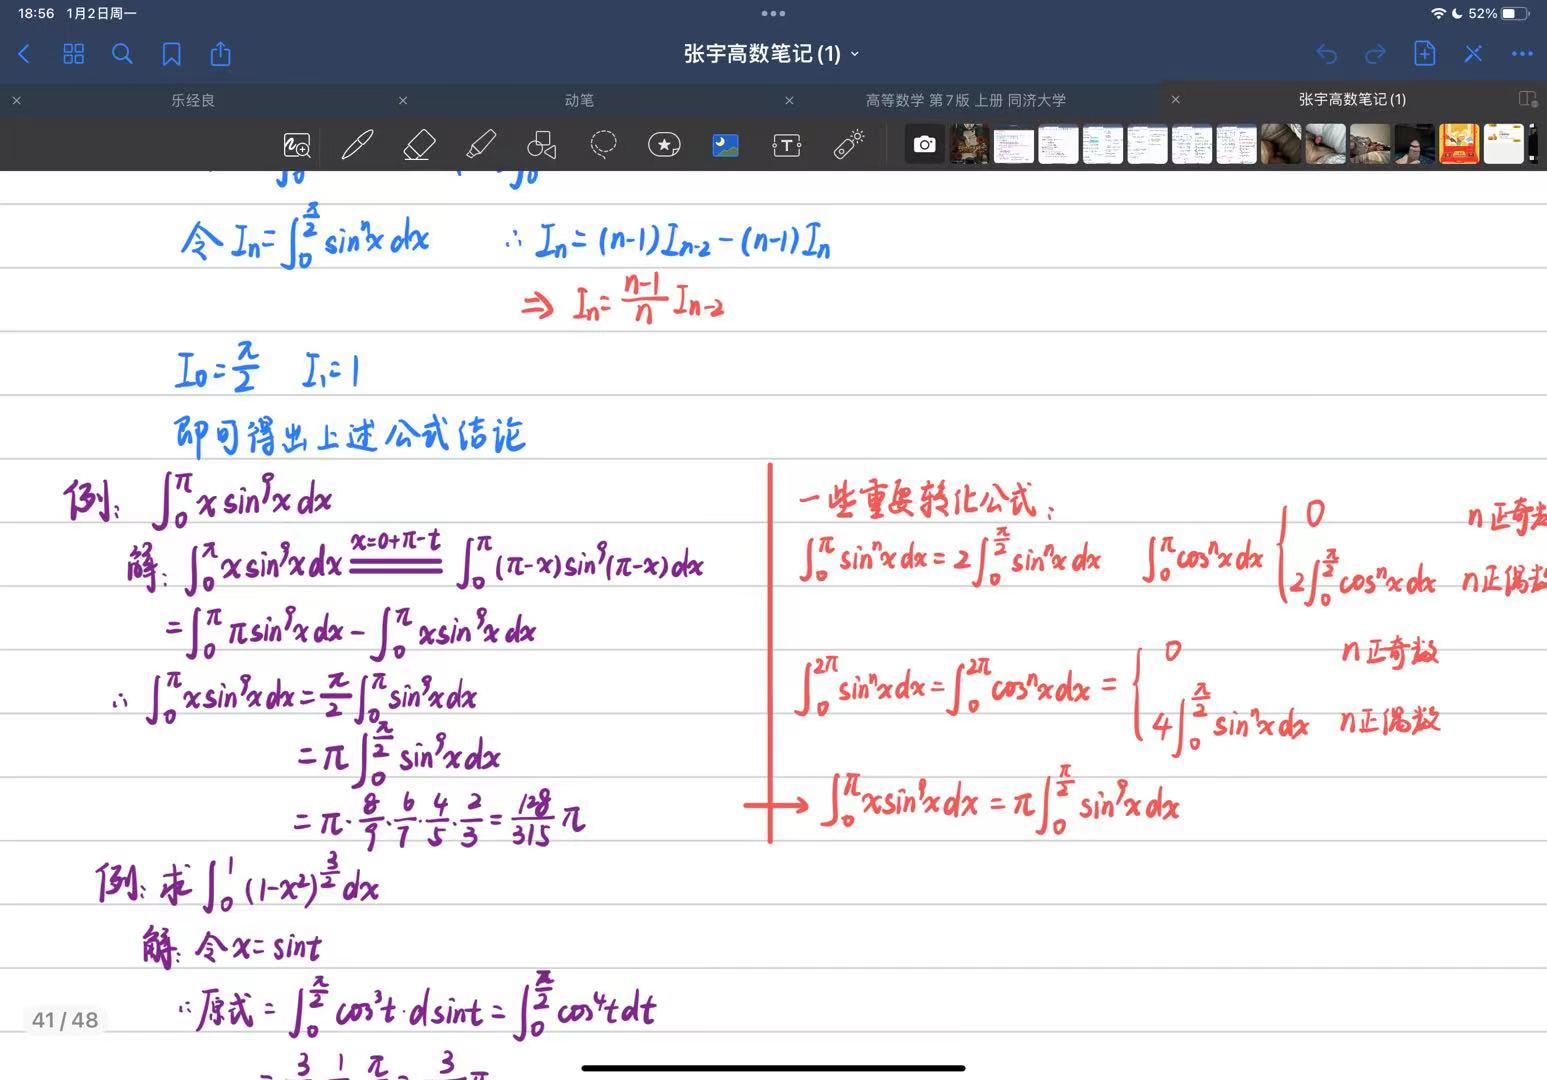 18:56 1月2日周一
52%
张宇高数笔记 (1)
乐经良
动笔
高等数学 第7版 上册 同济大学
张宇高数笔记 (1)
令 Iₙ = ∫₀^(π/2) sinⁿx dx ∴ Iₙ = (n-1)Iₙ₋₂ - (n-1)Iₙ
⇒ Iₙ = (n-1)/n Iₙ₋₂
I₀ = π/2 I₁ = 1
即可得出上述公式结论
例: ∫₀^π x sin⁹x dx
解: ∫₀^π x sin⁹x dx x=0+π-t ∫₀^π (π-x) sin⁹(π-x) dx
= ∫₀^π π sin⁹x dx - ∫₀^π x sin⁹x dx
∴ ∫₀^π x sin⁹x dx = π/2 ∫₀^π sin⁹x dx
= π ∫₀^(π/2) sin⁹x dx
= π · 8/9 · 6/7 · 4/5 · 2/3 = 128/315 π
一些重要转化公式:
∫₀^π sinⁿx dx = 2∫₀^(π/2) sinⁿx dx ∫₀^π cosⁿx dx { 0 n正奇数
2∫₀^(π/2) cosⁿx dx n正偶数
∫₀^(2π) sinⁿx dx = ∫₀^(2π) cosⁿx dx = { 0 n正奇数
4∫₀^(π/2) sinⁿx dx n正偶数
→ ∫₀^π x sin⁹x dx = π ∫₀^(π/2) sin⁹x dx
例: 求 ∫₀^1 (1-x²)^(3/2) dx
解: 令 x = sint
∴ 原式 = ∫₀^(π/2) cos³t · dsint = ∫₀^(π/2) cos⁴t dt
41 / 48